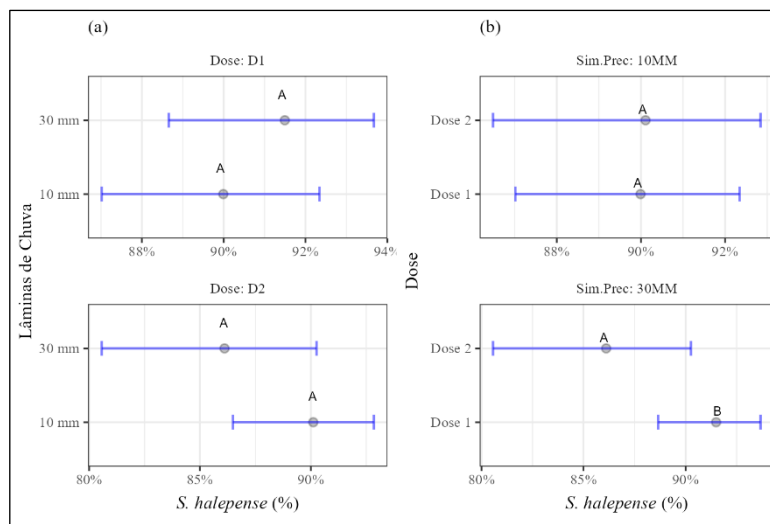 (a)
Dose: D1
A
30 mm
A
10 mm
88% 90% 92% 94%
Dose: D2
A
30 mm
A
10 mm
80% 85% 90%
Lâminas de Chuva
S. halepense (%)
(b)
Sim.Prec: 10MM
A
Dose 2
A
Dose 1
88% 90% 92%
Sim.Prec: 30MM
A
Dose 2
B
Dose 1
80% 85% 90%
Dose
S. halepense (%)